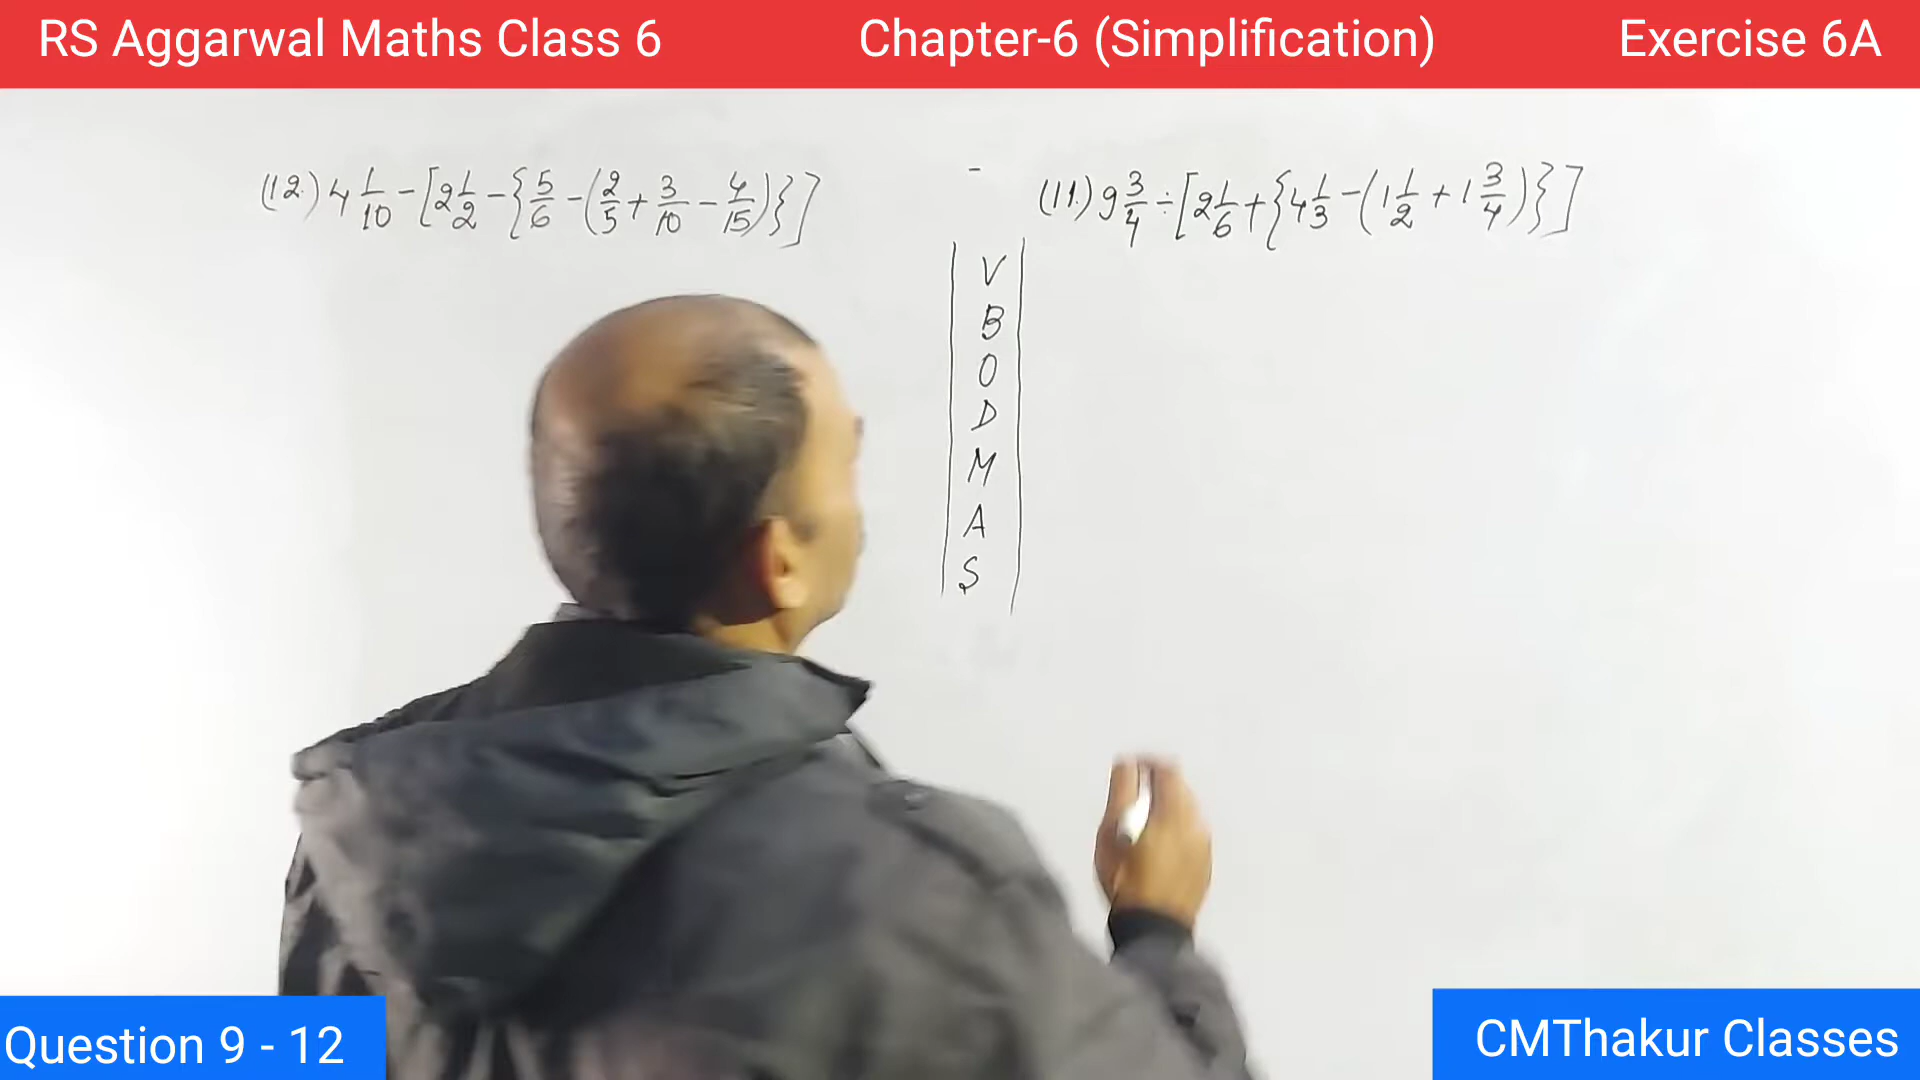 RS Aggarwal Maths Class 6 Chapter-6 (Simplification) Exercise 6A
(12.) 4 1/10 - [2 1/2 - {5/6 - (2/5 + 3/10 - 4/15)}]
(11.) 9 3/4 ÷ [2 1/6 + {4 1/3 - (1 1/2 + 1 3/4)}]
V
B
O
D
M
A
S
Question 9 - 12
CMThakur Classes